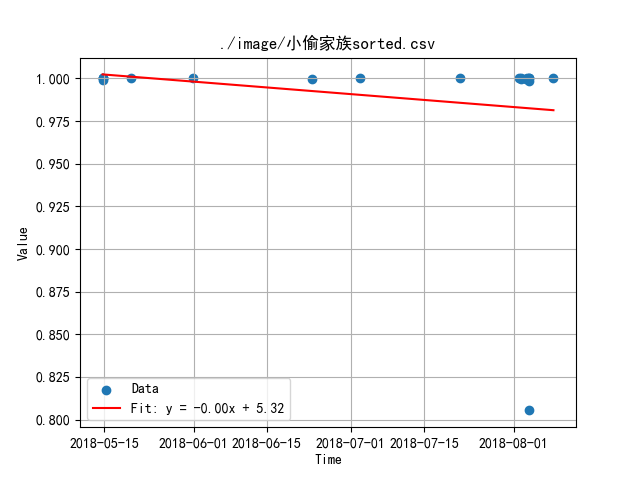 ./image/小偷家族sorted.csv
1.000
0.975
0.950
0.925
0.900
0.875
0.850
0.825
0.800
Value
Data
Fit: y = -0.00x + 5.32
2018-05-15 2018-06-01 2018-06-15 2018-07-01 2018-07-15 2018-08-01
Time